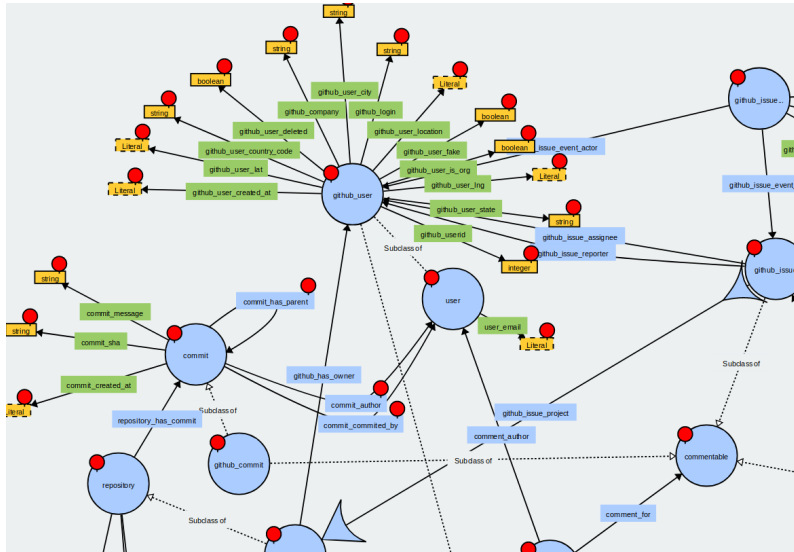 string
string
string
boolean
Literal
github_user_city
github_company
github_login
github_issue...
string
boolean
github_user_deleted
github_user_location
Literal
github_user_country_code
github_user_fake
boolean
_issue_event_actor
github_user_lat
github_user_is_org
Literal
github_user_lng
Literal
github_user_created_at
github_user
github_issue_event_
github_user_state
string
github_userid
github_issue_assignee
Subclass of
github_issue_reporter
integer
github_issue
string
commit_has_parent
user
commit_message
user_email
string
commit_sha
Literal
commit
Subclass of
github_has_owner
commit_created_at
commit_author
Subclass of
github_issue_project
repository_has_commit
commit_commited_by
comment_author
github_commit
Subclass of
commentable
repository
comment_for
Subclass of